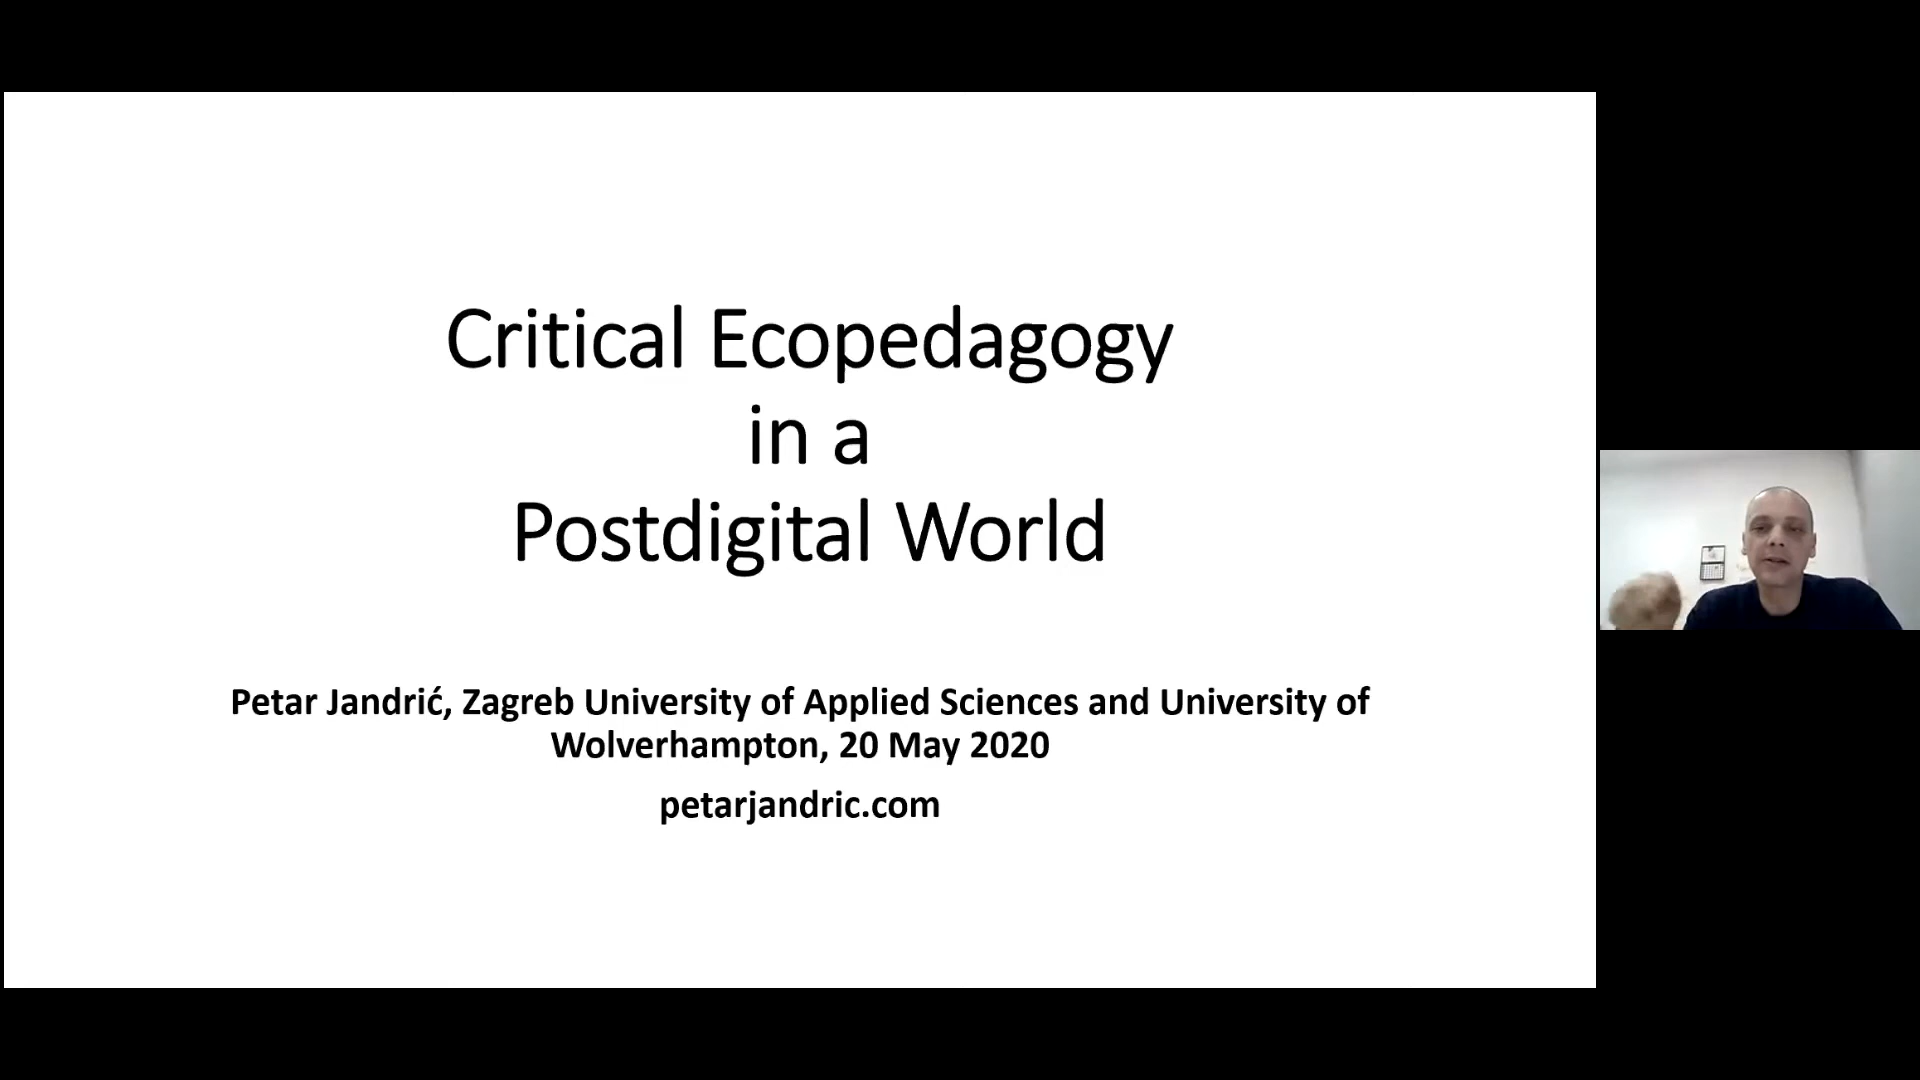 Critical Ecopedagogy
in a
Postdigital World
Petar Jandrić, Zagreb University of Applied Sciences and University of
Wolverhampton, 20 May 2020
petarjandric.com